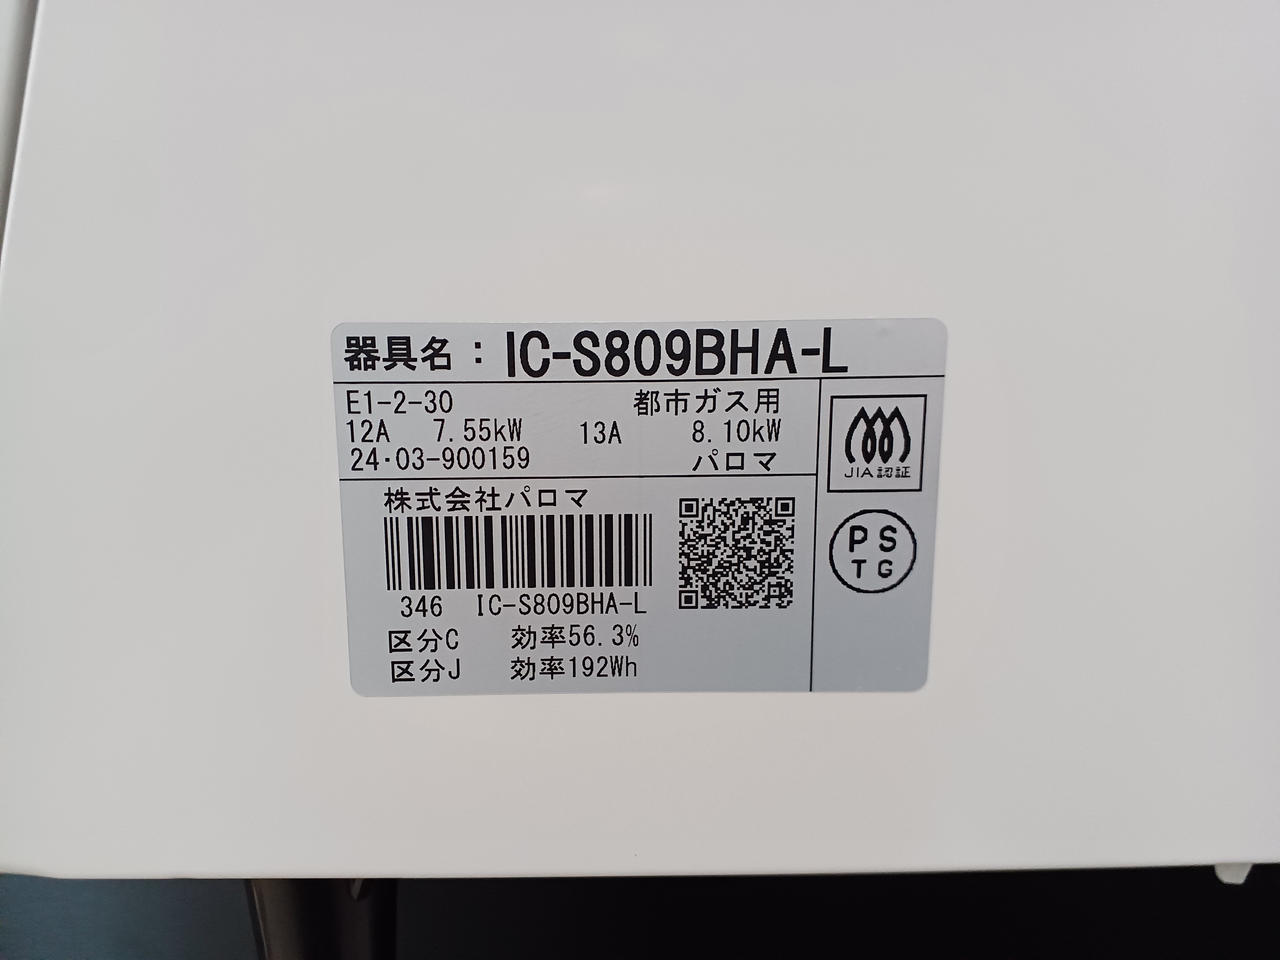 器具名：IC-S809BHA-L
E1-2-30 都市ガス用
12A 7.55kW 13A 8.10kW
24･03-900159 パロマ
JIA認証
株式会社パロマ
PS
TG
346 IC-S809BHA-L
区分C 効率56.3%
区分J 効率192Wh